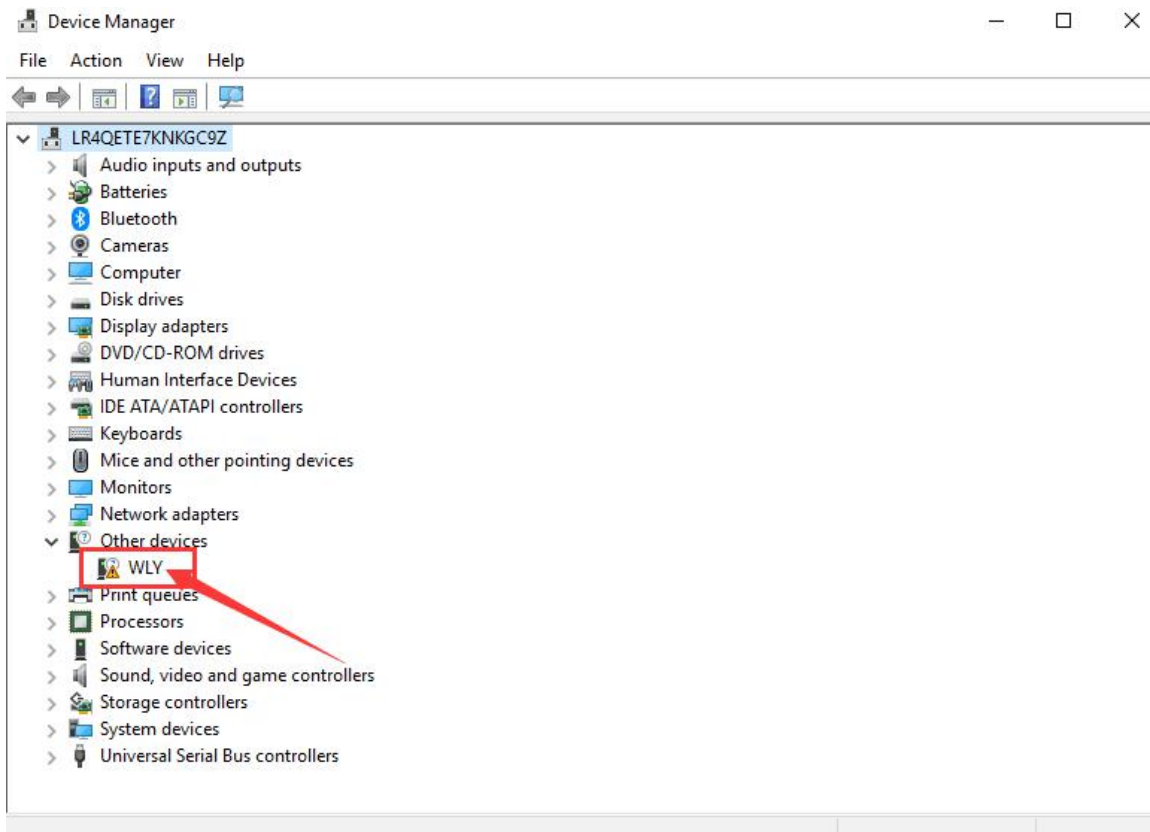 Device Manager
File Action View Help
LR4QETE7KNKGC9Z
Audio inputs and outputs
Batteries
Bluetooth
Cameras
Computer
Disk drives
Display adapters
DVD/CD-ROM drives
Human Interface Devices
IDE ATA/ATAPI controllers
Keyboards
Mice and other pointing devices
Monitors
Network adapters
Other devices
WLY
Print queues
Processors
Software devices
Sound, video and game controllers
Storage controllers
System devices
Universal Serial Bus controllers